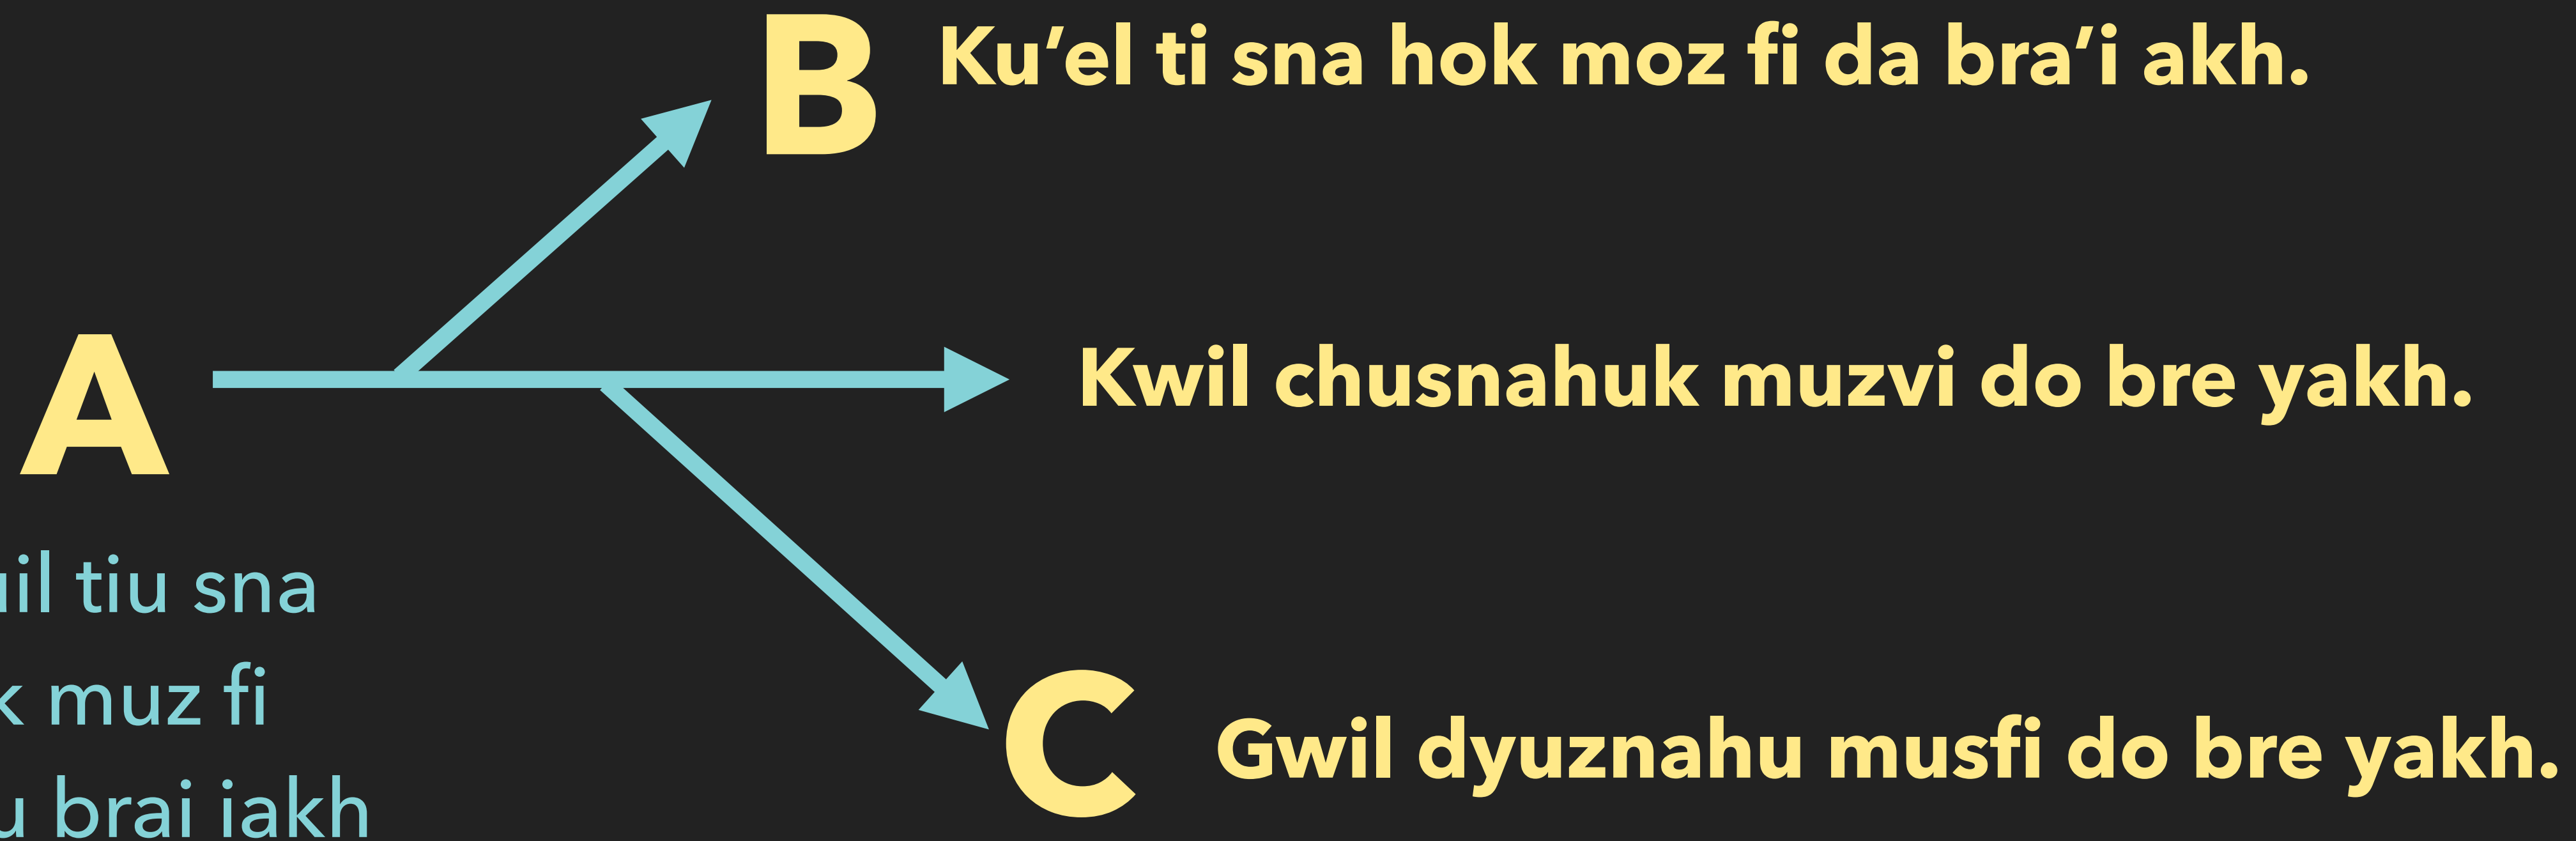 B
Ku’el ti sna hok moz fi da bra’i akh.
A
Kwil chusnahuk muzvi do bre yakh.
tiu sna
muz fi
brai iakh
C
Gwil dyuznahu musfi do bre yakh.